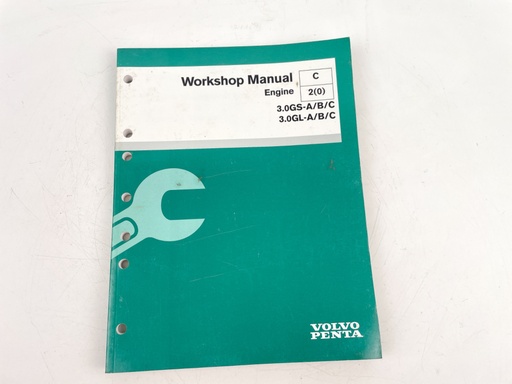 Workshop Manual C
Engine 2(0)
3.0GS-A/B/C
3.0GL-A/B/C
VOLVO
PENTA